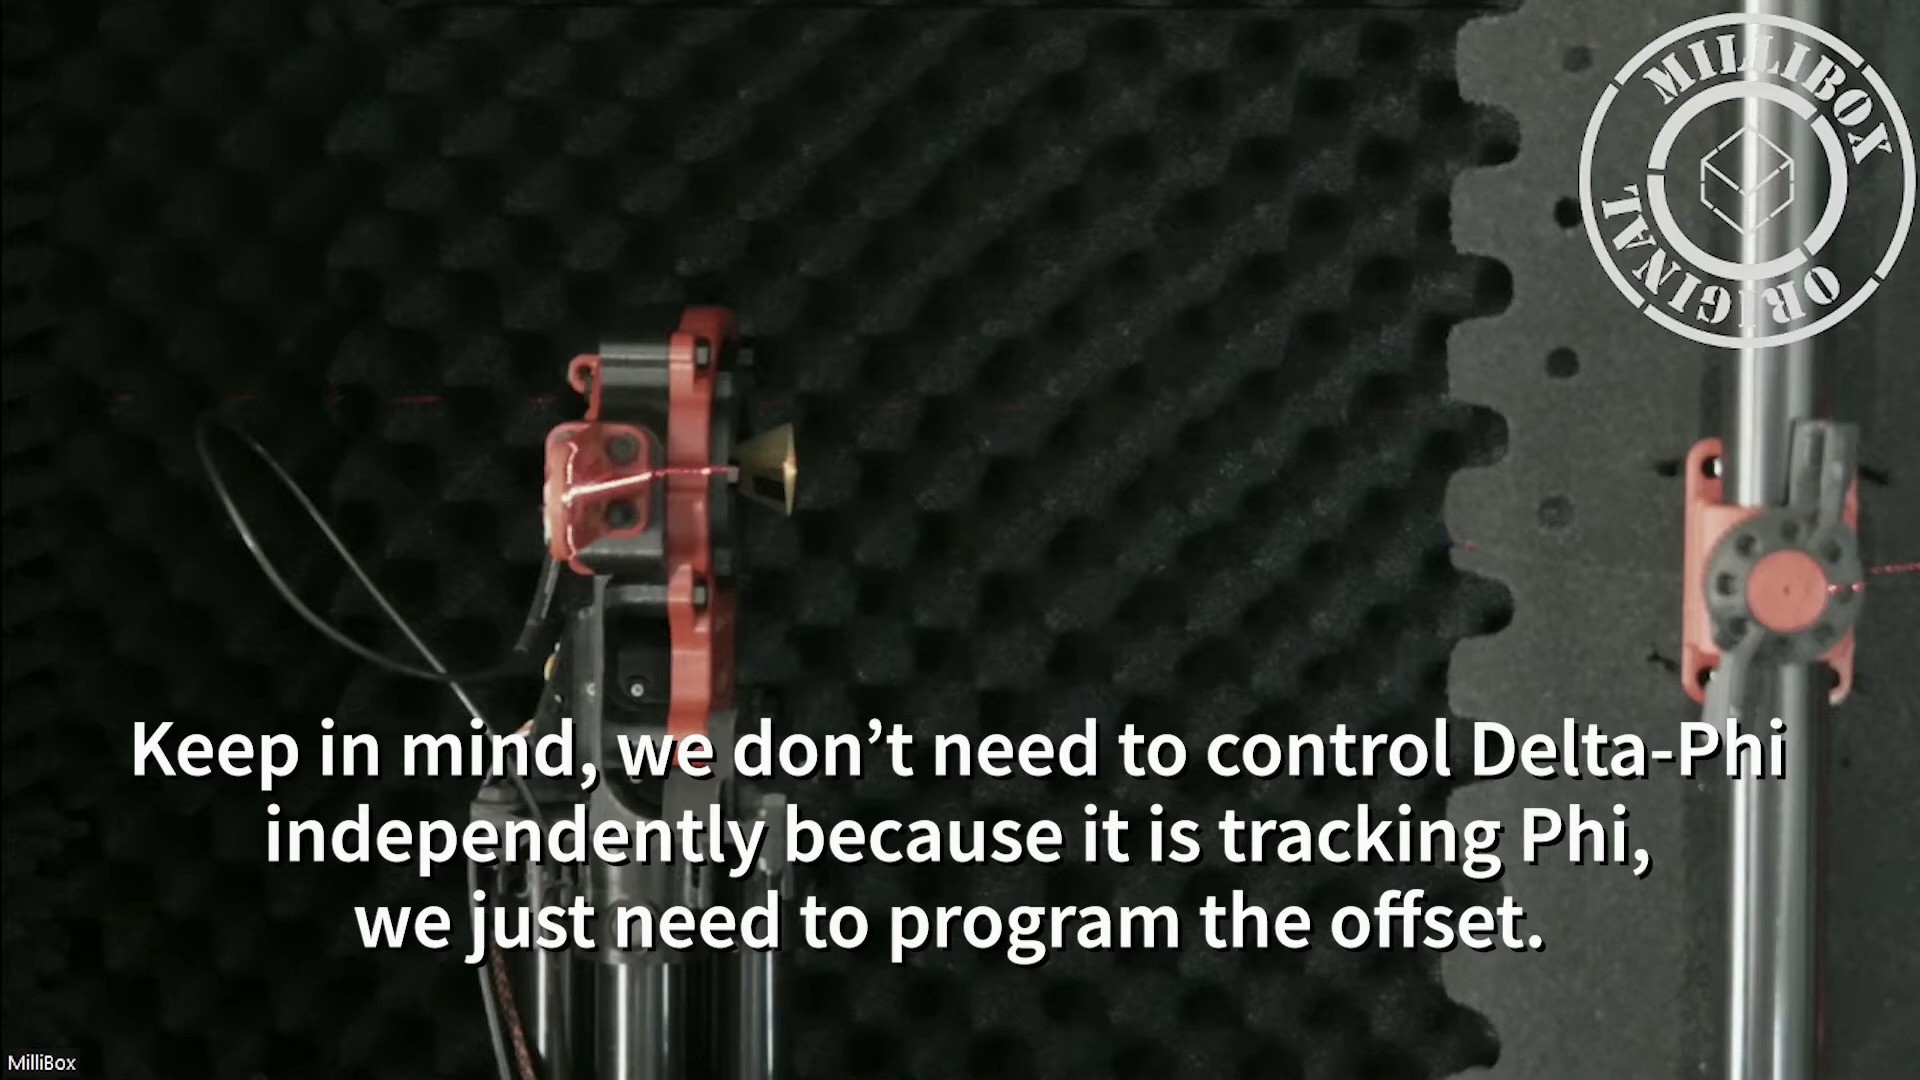 MILLIBOX
ORIGINAL
Keep in mind, we don’t need to control Delta-Phi
independently because it is tracking Phi,
we just need to program the offset.
MilliBox